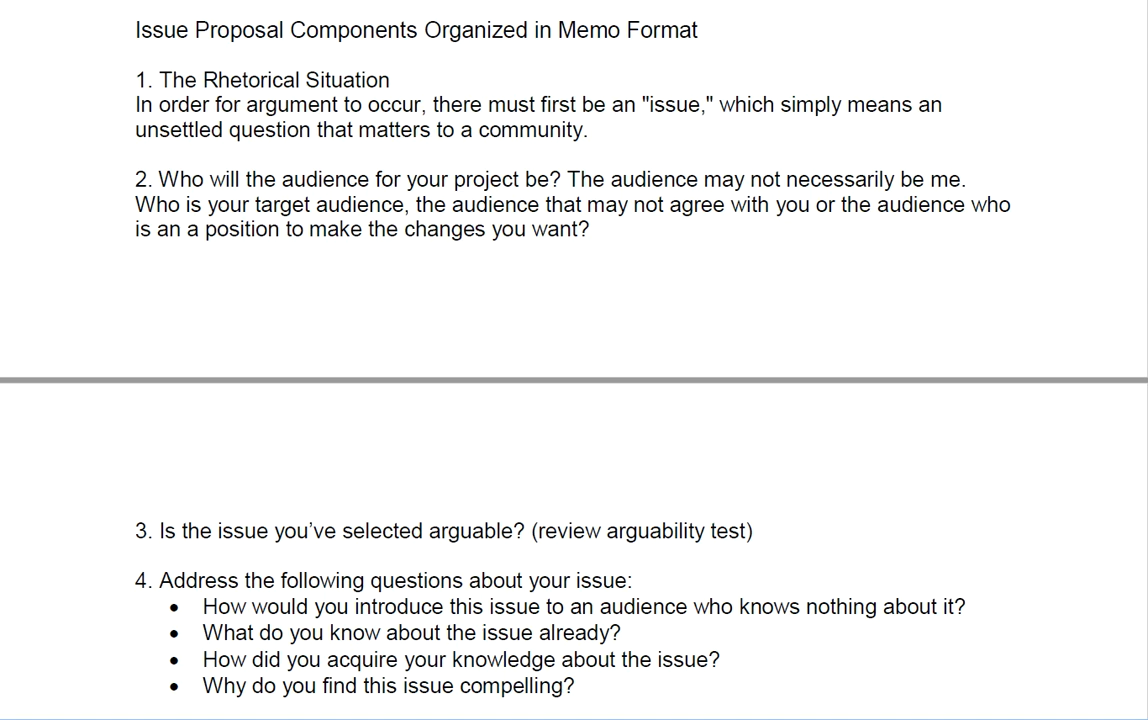 Issue Proposal Components Organized in Memo Format
1. The Rhetorical Situation
In order for argument to occur, there must first be an "issue," which simply means an
unsettled question that matters to a community.
2. Who will the audience for your project be? The audience may not necessarily be me.
Who is your target audience, the audience that may not agree with you or the audience who
is an a position to make the changes you want?
3. Is the issue you’ve selected arguable? (review arguability test)
4. Address the following questions about your issue:
• How would you introduce this issue to an audience who knows nothing about it?
• What do you know about the issue already?
• How did you acquire your knowledge about the issue?
• Why do you find this issue compelling?